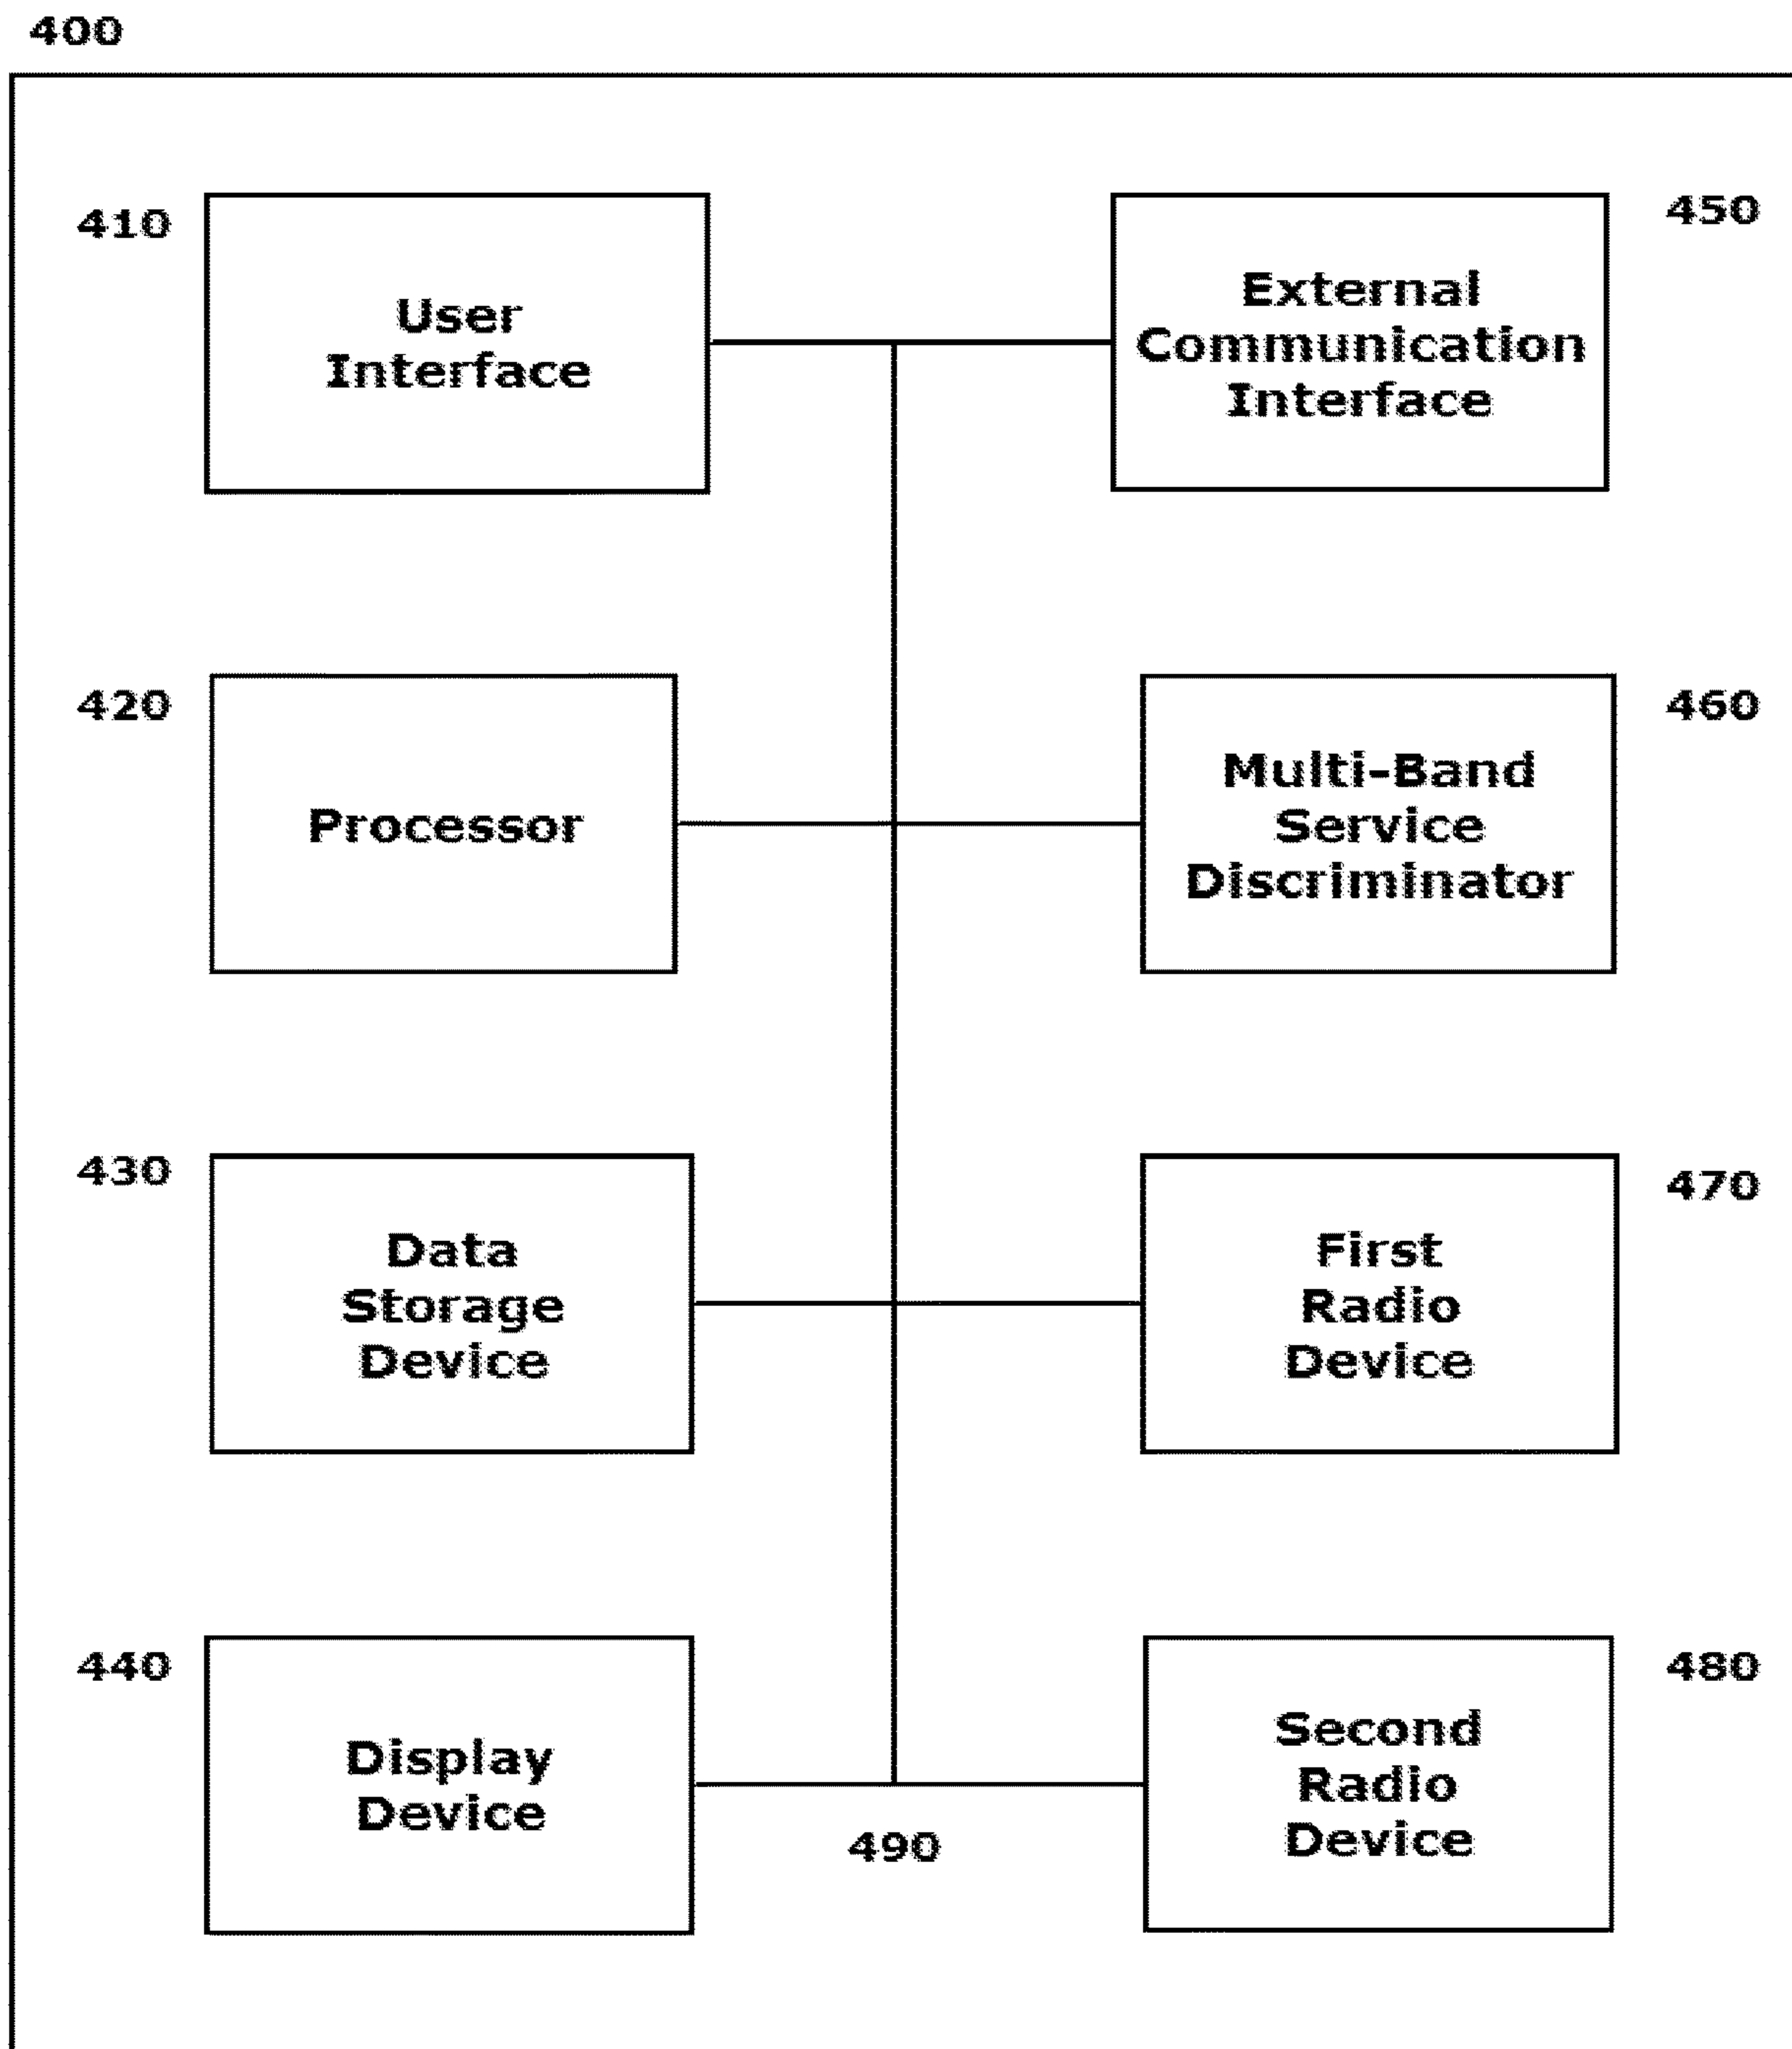 400
410
User
Interface
450
External
Communication
Interface
420
Processor
460
Multi-Band
Service
Discriminator
430
Data
Storage
Device
470
First
Radio
Device
440
Display
Device
480
Second
Radio
Device
490